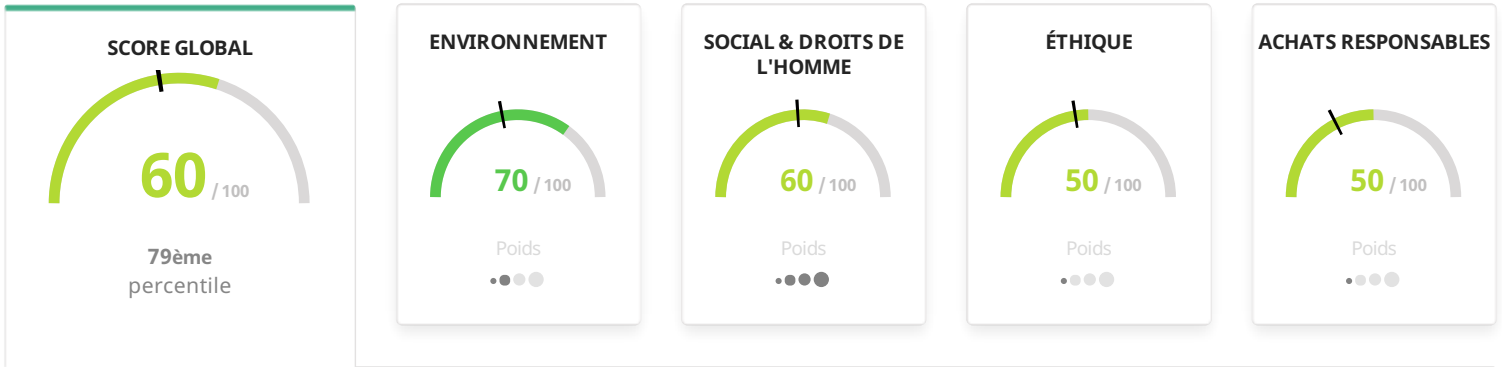 SCORE GLOBAL
60 / 100
79ème
percentile
ENVIRONNEMENT
70 / 100
Poids
SOCIAL & DROITS DE
L'HOMME
60 / 100
Poids
ÉTHIQUE
50 / 100
Poids
ACHATS RESPONSABLES
50 / 100
Poids